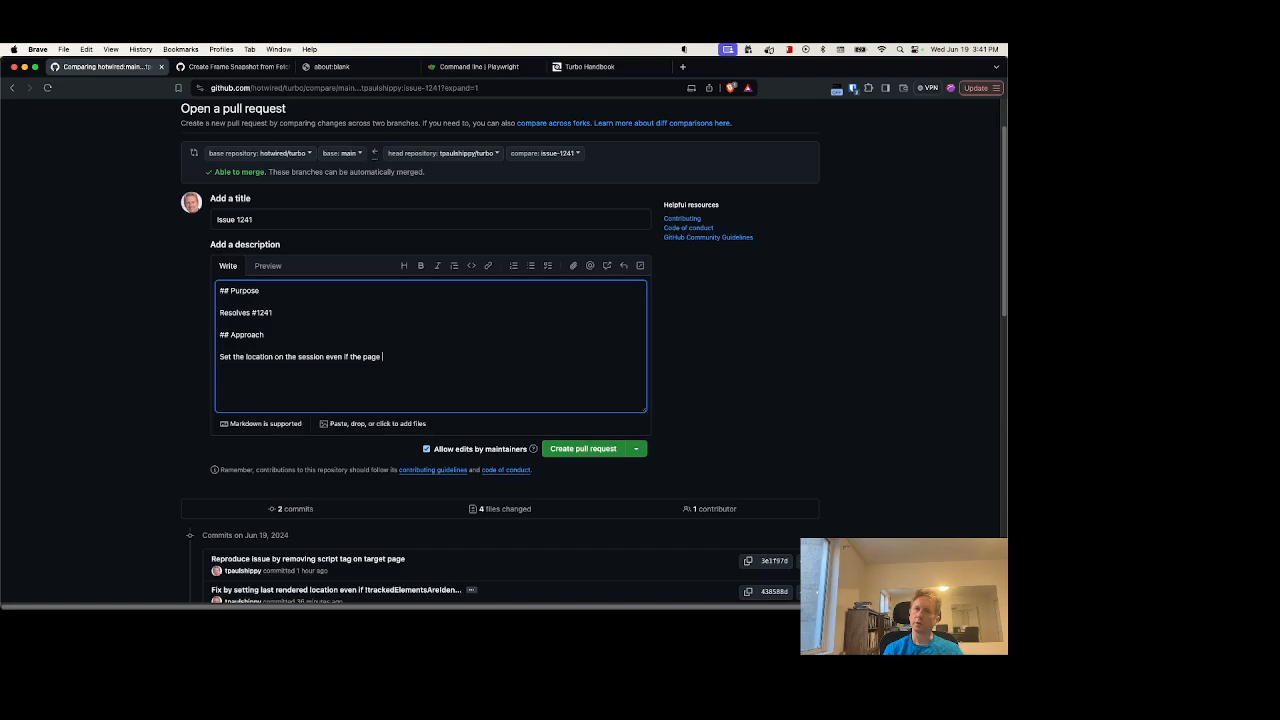 Brave File Edit View History Bookmarks Profiles Tab Window Help Wed Jun 19 3:41 PM
Comparing hotwired:main...tp Create Frame Snapshot from Fetc about:blank Command line | Playwright Turbo Handbook
github.com/hotwired/turbo/compare/main...tpaulshippy:issue-1241?expand=1 VPN Update
Open a pull request
Create a new pull request by comparing changes across two branches. If you need to, you can also compare across forks. Learn more about diff comparisons here.
base repository: hotwired/turbo base: main head repository: tpaulshippy/turbo compare: issue-1241
Able to merge. These branches can be automatically merged.
Add a title
Issue 1241
Helpful resources
Contributing
Code of conduct
GitHub Community Guidelines
Add a description
Write Preview
## Purpose
Resolves #1241
## Approach
Set the location on the session even if the page
Markdown is supported Paste, drop, or click to add files
Allow edits by maintainers Create pull request
Remember, contributions to this repository should follow its contributing guidelines and code of conduct.
2 commits 4 files changed 1 contributor
Commits on Jun 19, 2024
Reproduce issue by removing script tag on target page 3e1f97d
tpaulshippy committed 1 hour ago
Fix by setting last rendered location even if !trackedElementsAreIden... 438588d
tpaulshippy committed 36 minutes ago